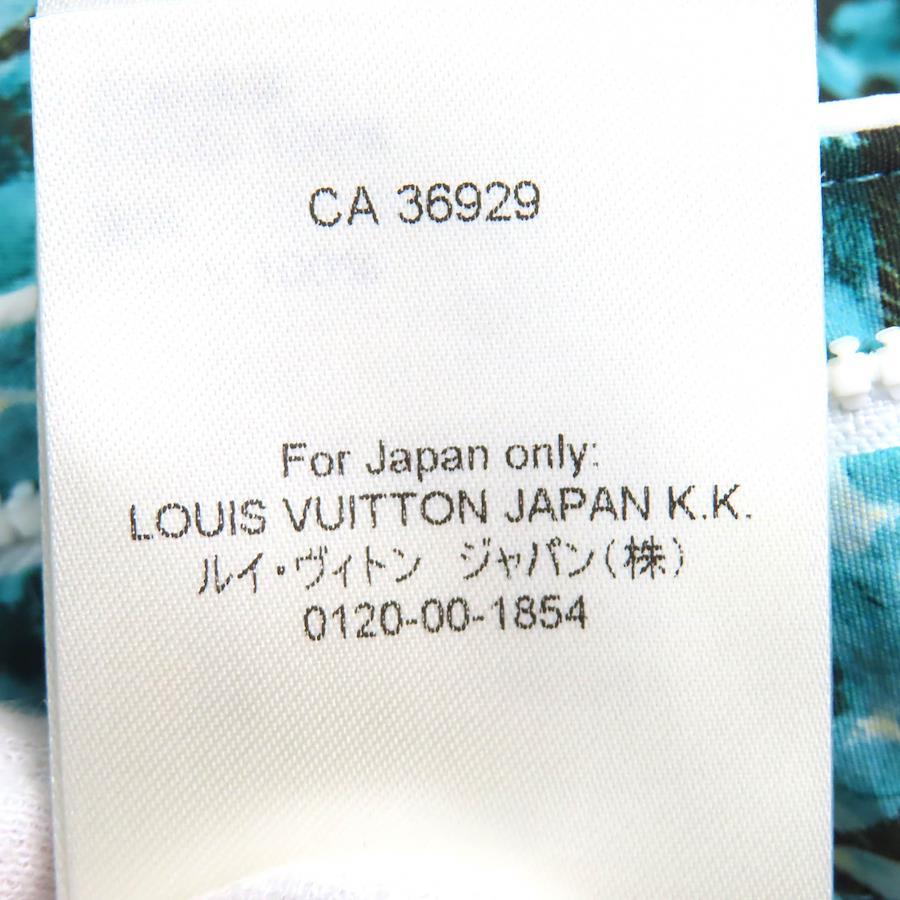 CA 36929
For Japan only:
LOUIS VUITTON JAPAN K.K.
ルイ・ヴィトン　ジャパン(株)
0120-00-1854